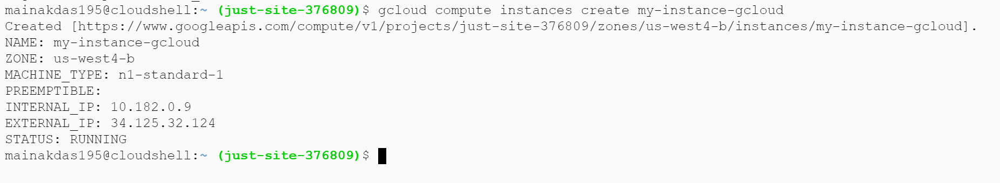 mainakdas195@cloudshell:~ (just-site-376809)$ gcloud compute instances create my-instance-gcloud
Created [https://www.googleapis.com/compute/v1/projects/just-site-376809/zones/us-west4-b/instances/my-instance-gcloud].
NAME: my-instance-gcloud
ZONE: us-west4-b
MACHINE_TYPE: n1-standard-1
PREEMPTIBLE:
INTERNAL_IP: 10.182.0.9
EXTERNAL_IP: 34.125.32.124
STATUS: RUNNING
mainakdas195@cloudshell:~ (just-site-376809)$